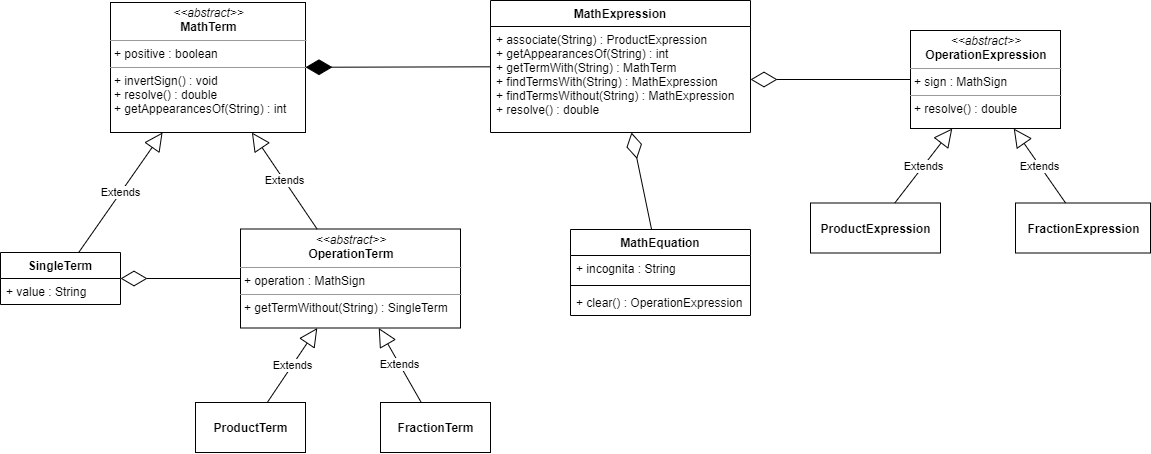 <<abstract>>
MathTerm
+ positive : boolean
+ invertSign() : void
+ resolve() : double
+ getAppearancesOf(String) : int
MathExpression
+ associate(String) : ProductExpression
+ getAppearancesOf(String) : int
+ getTermWith(String) : MathTerm
+ findTermsWith(String) : MathExpression
+ findTermsWithout(String) : MathExpression
+ resolve() : double
<<abstract>>
OperationExpression
+ sign : MathSign
+ resolve() : double
Extends
Extends
Extends
Extends
SingleTerm
+ value : String
<<abstract>>
OperationTerm
+ operation : MathSign
+ getTermWithout(String) : SingleTerm
MathEquation
+ incognita : String
+ clear() : OperationExpression
ProductExpression
FractionExpression
Extends
Extends
ProductTerm
FractionTerm